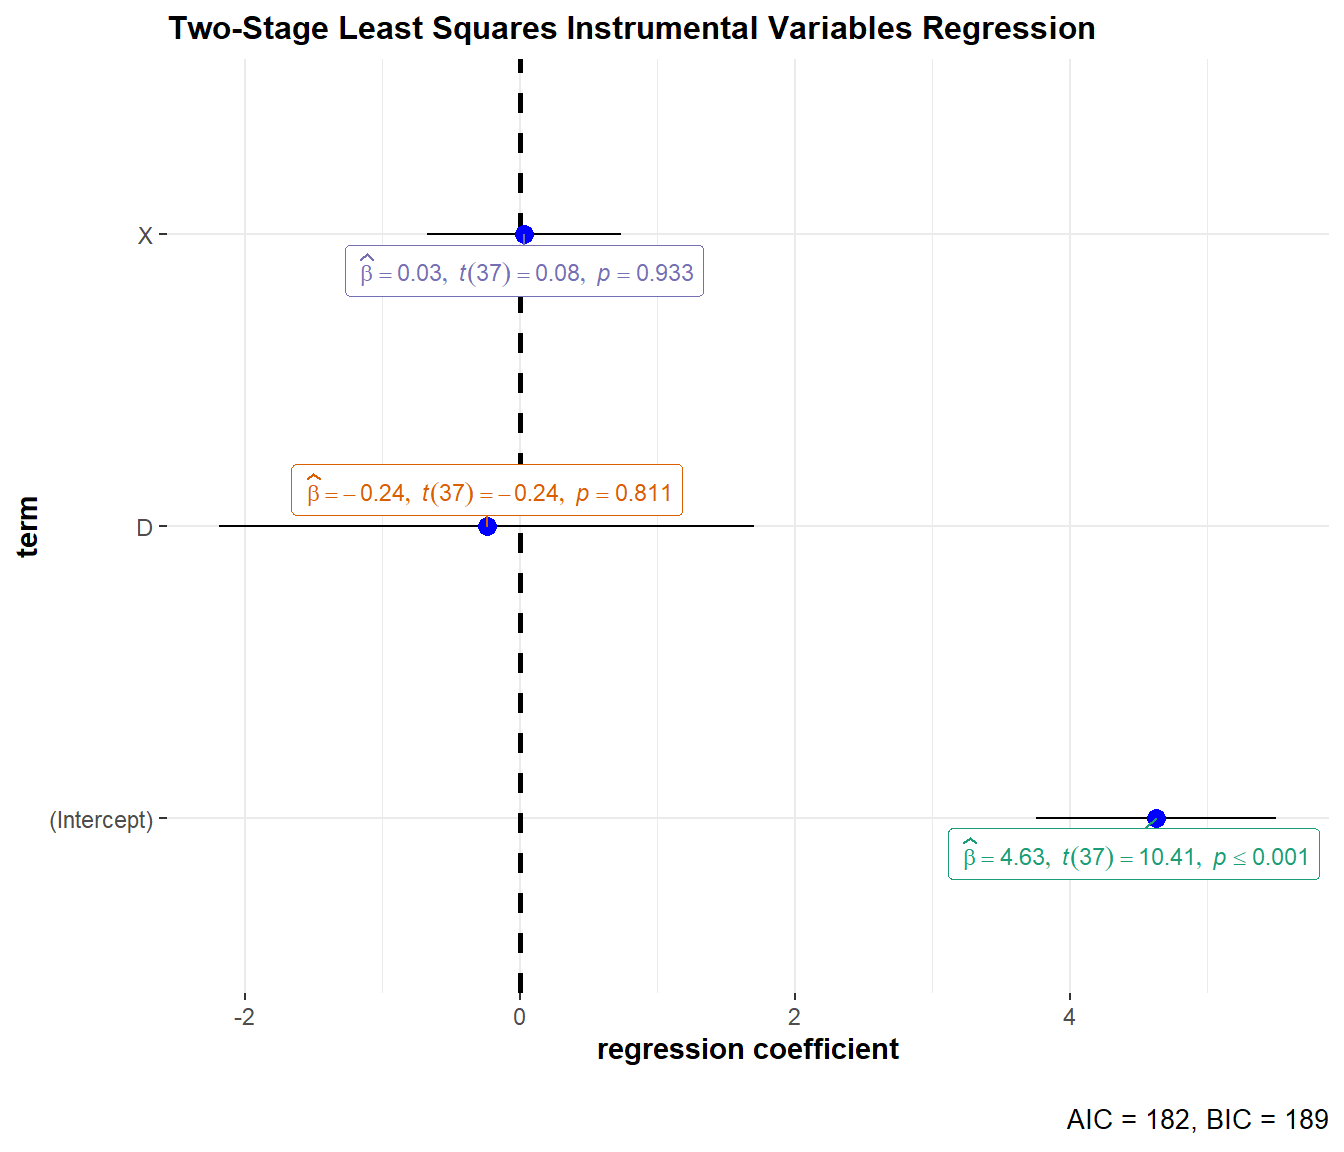 Two-Stage Least Squares Instrumental Variables Regression
X
β̂ = 0.03, t(37) = 0.08, p = 0.933
term
β̂ = −0.24, t(37) = −0.24, p = 0.811
D
(Intercept)
β̂ = 4.63, t(37) = 10.41, p ≤ 0.001
-2 0 2 4
regression coefficient
AIC = 182, BIC = 189